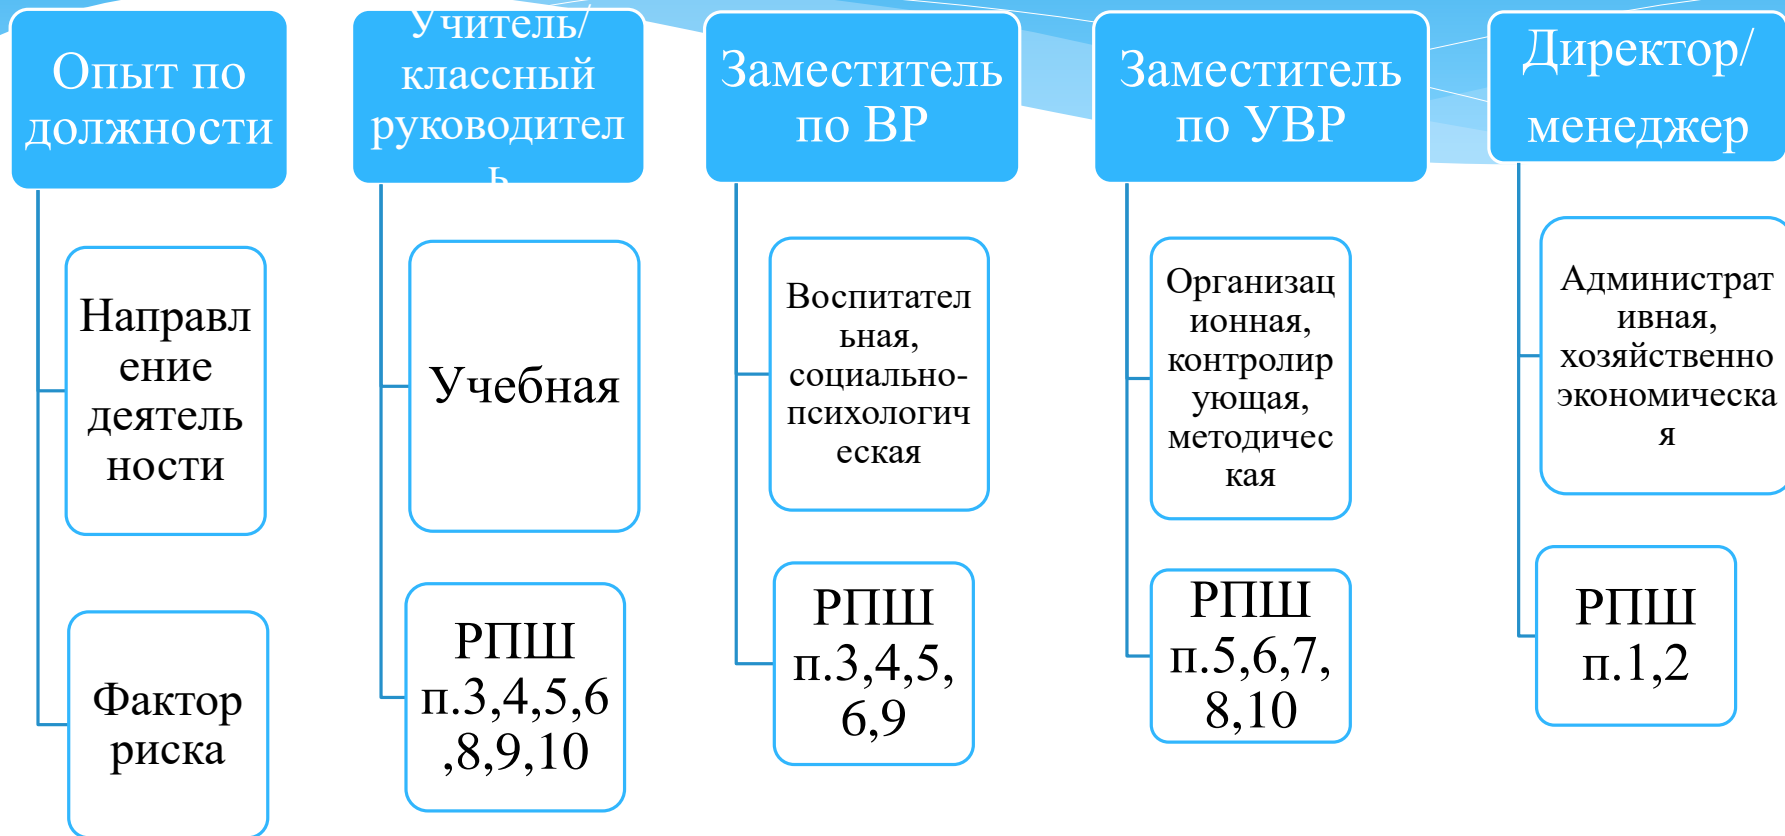 Опыт по
должности
Направл
ение
деятель
ности
Фактор
риска
Учитель/
классный
руководител
ь
Учебная
РПШ
п.3,4,5,6
,8,9,10
Заместитель
по ВР
Воспитател
ьная,
социально-
психологич
еская
РПШ
п.3,4,5,
6,9
Заместитель
по УВР
Организац
ионная,
контролир
ующая,
методичес
кая
РПШ
п.5,6,7,
8,10
Директор/
менеджер
Администрат
ивная,
хозяйственно
экономическа
я
РПШ
п.1,2